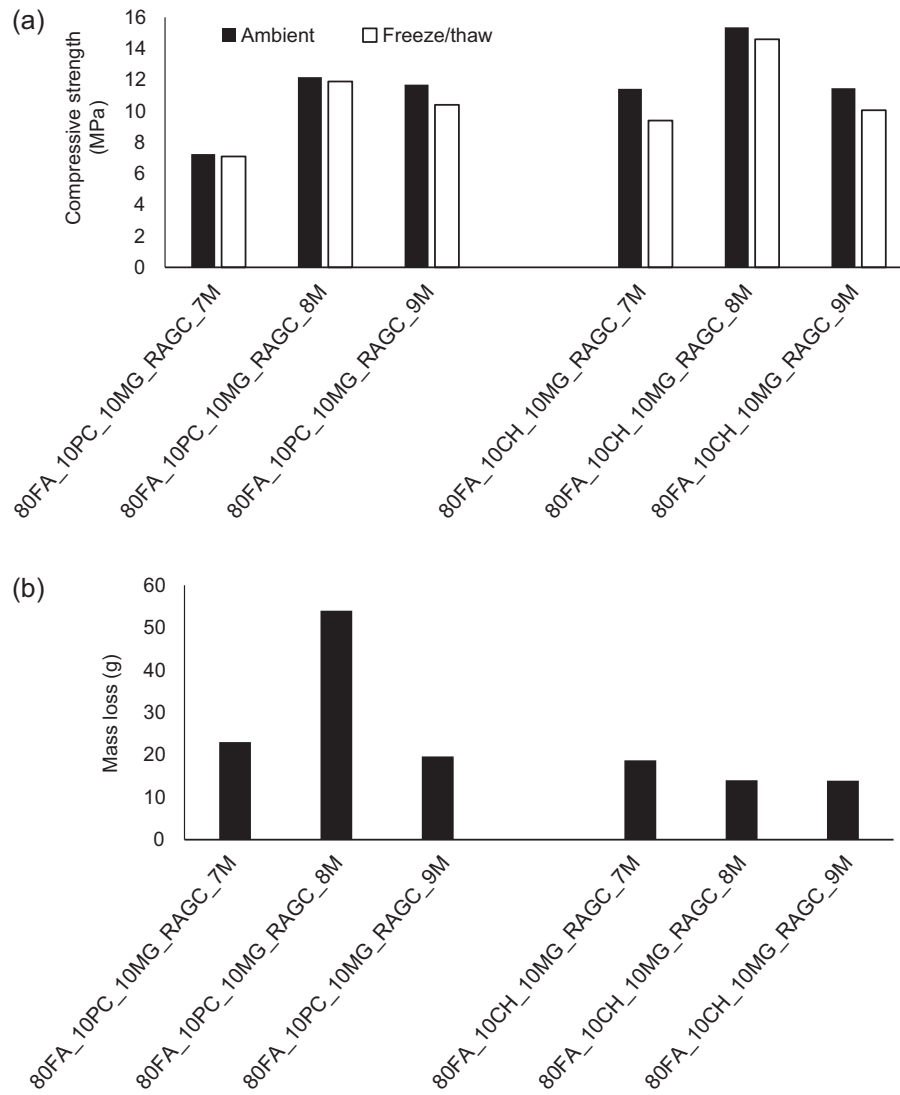 (a)
16
14
12
10
8
6
4
2
0
Compressive strength
(MPa)
Ambient
Freeze/thaw
80FA_10PC_10MG_RAGC_7M
80FA_10PC_10MG_RAGC_8M
80FA_10PC_10MG_RAGC_9M
80FA_10CH_10MG_RAGC_7M
80FA_10CH_10MG_RAGC_8M
80FA_10CH_10MG_RAGC_9M
(b)
60
50
40
30
20
10
0
Mass loss (g)
80FA_10PC_10MG_RAGC_7M
80FA_10PC_10MG_RAGC_8M
80FA_10PC_10MG_RAGC_9M
80FA_10CH_10MG_RAGC_7M
80FA_10CH_10MG_RAGC_8M
80FA_10CH_10MG_RAGC_9M